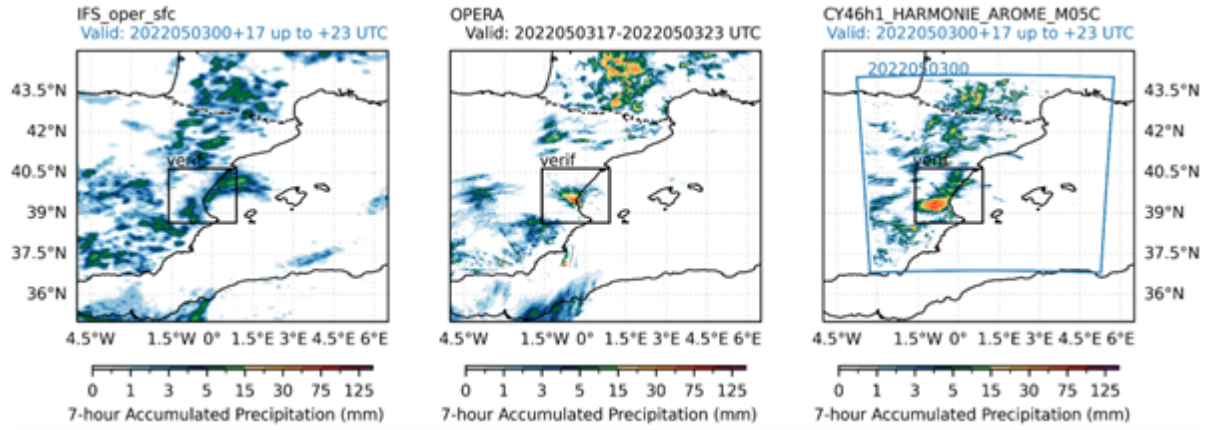 IFS_oper_sfc
Valid: 2022050300+17 up to +23 UTC
OPERA
Valid: 2022050317-2022050323 UTC
CY46h1_HARMONIE_AROME_M05C
Valid: 2022050300+17 up to +23 UTC
43.5°N
42°N
40.5°N
39°N
37.5°N
36°N
verif
verif
2022050300
verif
43.5°N
42°N
40.5°N
39°N
37.5°N
36°N
4.5°W 1.5°W 0° 1.5°E 3°E 4.5°E 6°E
4.5°W 1.5°W 0° 1.5°E 3°E 4.5°E 6°E
4.5°W 1.5°W 0° 1.5°E 3°E 4.5°E 6°E
0 1 3 5 15 30 75 125
7-hour Accumulated Precipitation (mm)
0 1 3 5 15 30 75 125
7-hour Accumulated Precipitation (mm)
0 1 3 5 15 30 75 125
7-hour Accumulated Precipitation (mm)